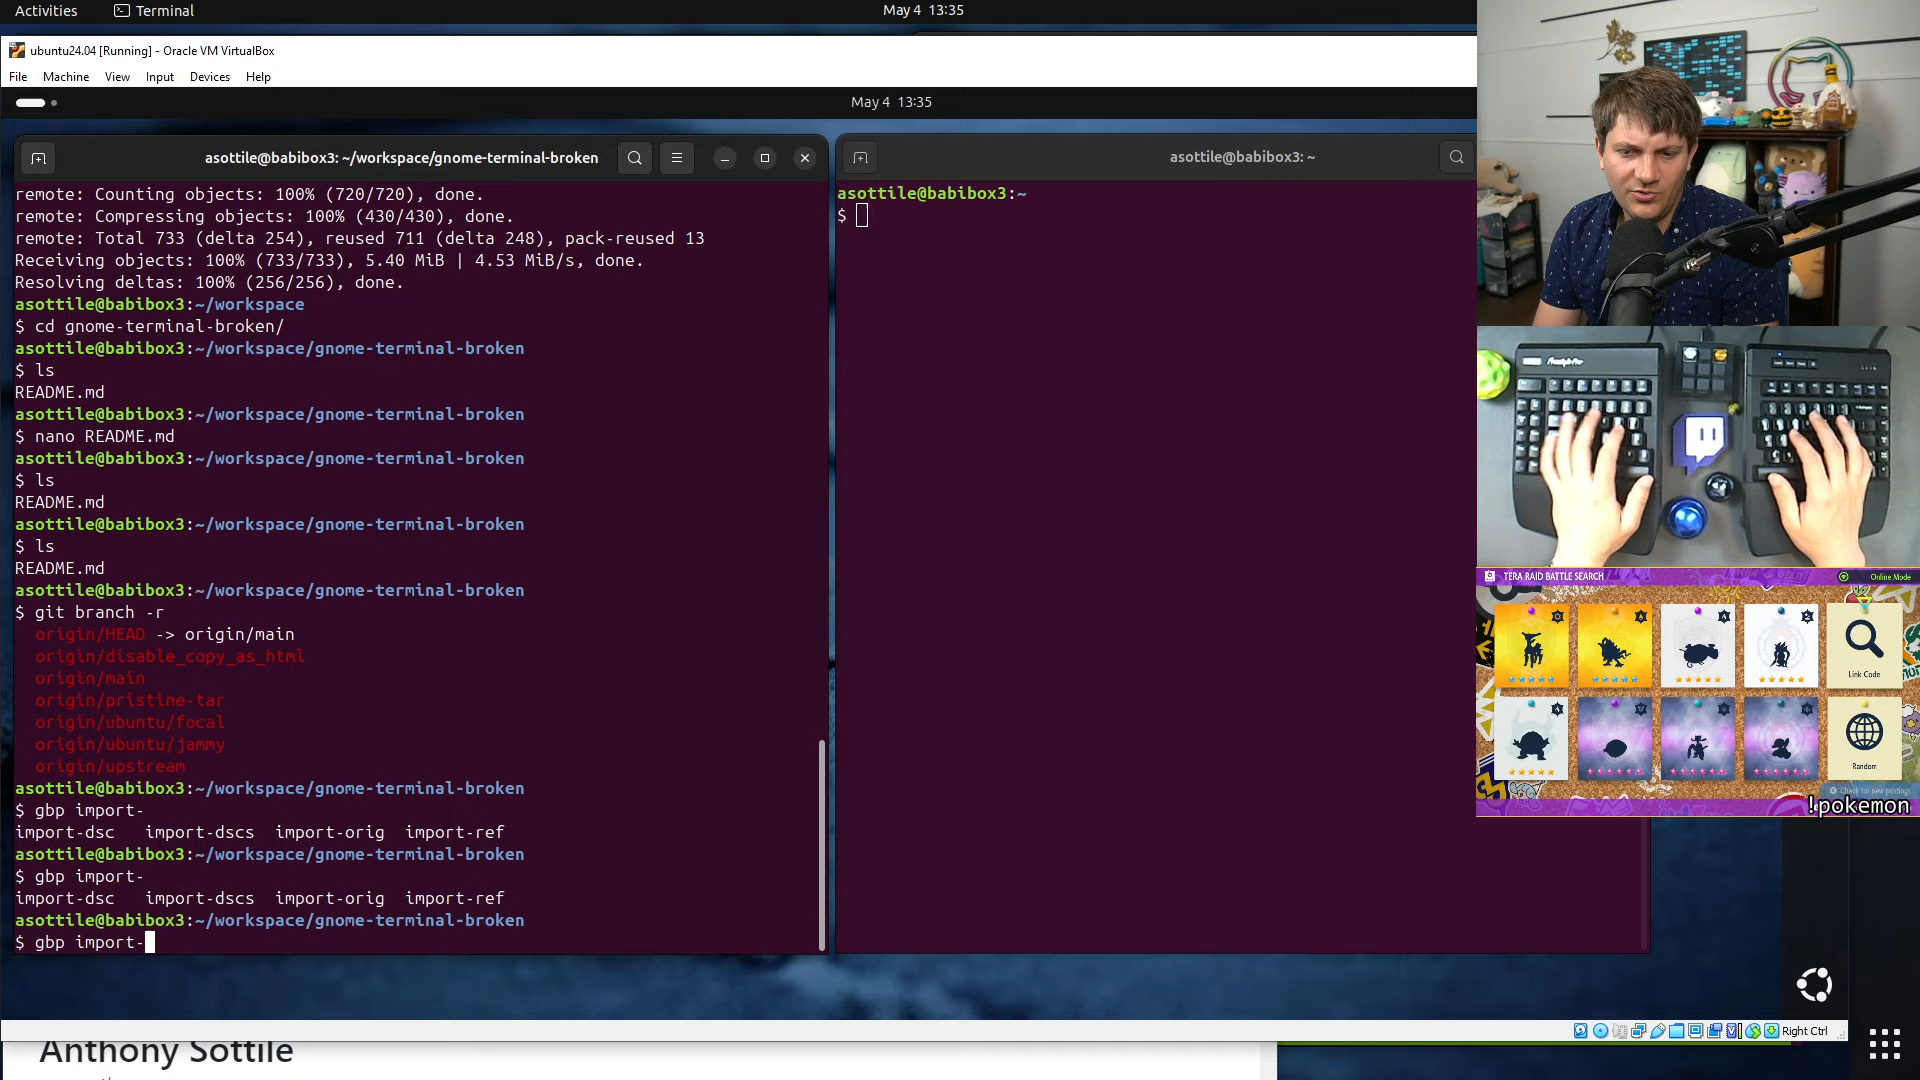 Activities
Terminal
May 4 13:35
ubuntu24.04 [Running] - Oracle VM VirtualBox
File Machine View Input Devices Help
May 4 13:35
asottile@babibox3: ~/workspace/gnome-terminal-broken
remote: Counting objects: 100% (720/720), done.
remote: Compressing objects: 100% (430/430), done.
remote: Total 733 (delta 254), reused 711 (delta 248), pack-reused 13
Receiving objects: 100% (733/733), 5.40 MiB | 4.53 MiB/s, done.
Resolving deltas: 100% (256/256), done.
asottile@babibox3:~/workspace
$ cd gnome-terminal-broken/
asottile@babibox3:~/workspace/gnome-terminal-broken
$ ls
README.md
asottile@babibox3:~/workspace/gnome-terminal-broken
$ nano README.md
asottile@babibox3:~/workspace/gnome-terminal-broken
$ ls
README.md
asottile@babibox3:~/workspace/gnome-terminal-broken
$ ls
README.md
asottile@babibox3:~/workspace/gnome-terminal-broken
$ git branch -r
origin/HEAD -> origin/main
origin/disable_copy_as_html
origin/main
origin/pristine-tar
origin/ubuntu/focal
origin/ubuntu/jammy
origin/upstream
asottile@babibox3:~/workspace/gnome-terminal-broken
$ gbp import-
import-dsc import-dscs import-orig import-ref
asottile@babibox3:~/workspace/gnome-terminal-broken
$ gbp import-
import-dsc import-dscs import-orig import-ref
asottile@babibox3:~/workspace/gnome-terminal-broken
$ gbp import-
asottile@babibox3: ~
asottile@babibox3:~
$
Freestyle Pro
TERA RAID BATTLE SEARCH
Online Mode
Link Code
Random
Check for new postings
!pokemon
Right Ctrl
Anthony Sottile